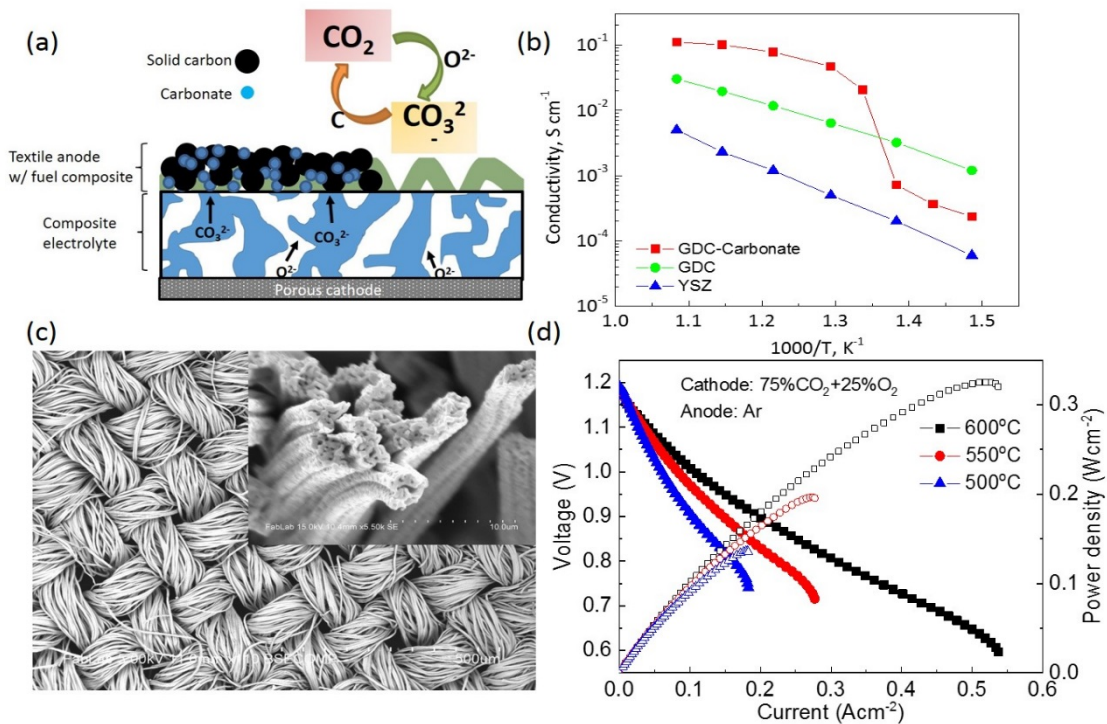 (a)
CO2
O2-
Solid carbon
Carbonate
C
CO3 2
-
Textile anode
w/ fuel composite
CO3 2-
CO3 2-
Composite
electrolyte
O2-
O2-
Porous cathode
(b)
Conductivity, S cm-1
10-1
10-2
10-3
10-4
10-5
GDC-Carbonate
GDC
YSZ
1.0 1.1 1.2 1.3 1.4 1.5
1000/T, K-1
(c)
FabLab 15.0kV x5.50k SE
10.0um
500um
(d)
Voltage (V)
1.2
1.1
1.0
0.9
0.8
0.7
0.6
Cathode: 75%CO2+25%O2
Anode: Ar
600ºC
550ºC
500ºC
0.3
0.2
0.1
0.0
Power density (Wcm-2)
0.0 0.1 0.2 0.3 0.4 0.5 0.6
Current (Acm-2)